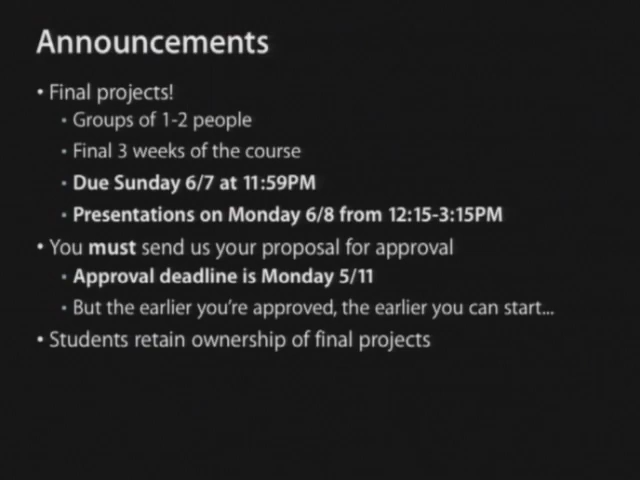 Announcements
• Final projects!
• Groups of 1-2 people
• Final 3 weeks of the course
• Due Sunday 6/7 at 11:59PM
• Presentations on Monday 6/8 from 12:15-3:15PM
• You must send us your proposal for approval
• Approval deadline is Monday 5/11
• But the earlier you're approved, the earlier you can start...
• Students retain ownership of final projects